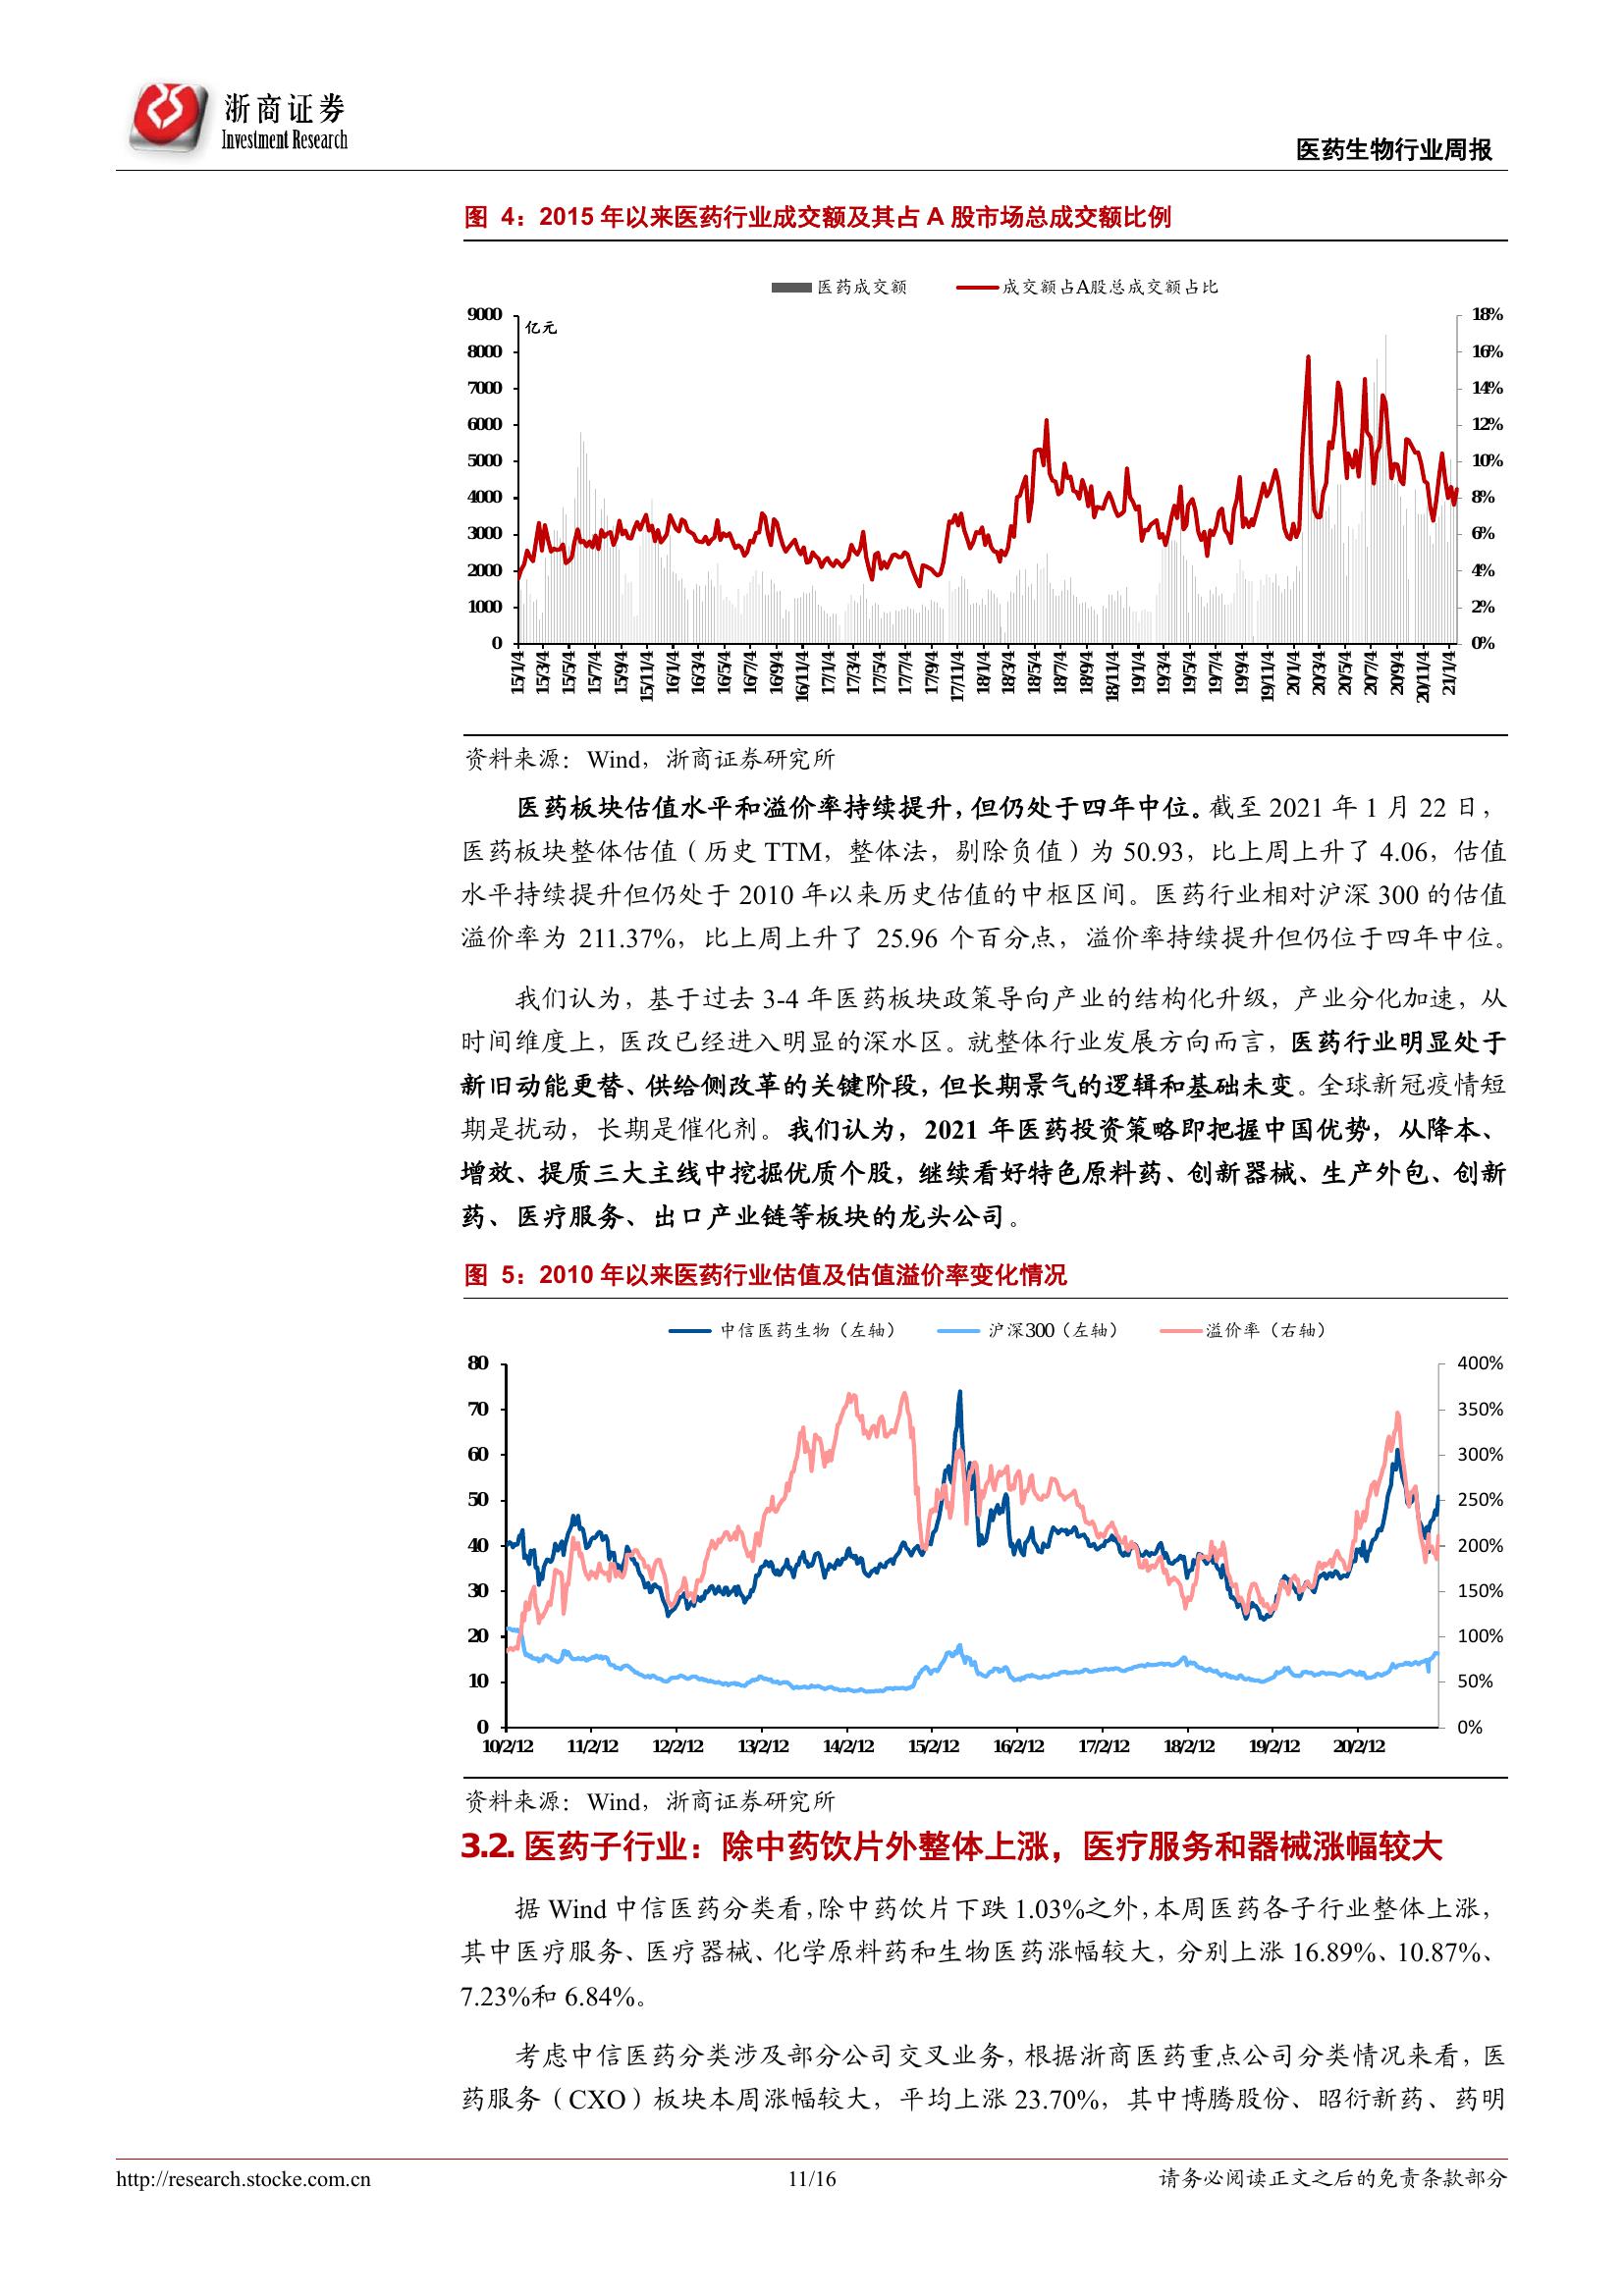 浙商证券
Investment Research
医药生物行业周报
图 4：2015 年以来医药行业成交额及其占 A 股市场总成交额比例
医药成交额 成交额占A股总成交额占比
亿元
9000
8000
7000
6000
5000
4000
3000
2000
1000
0
18%
16%
14%
12%
10%
8%
6%
4%
2%
0%
15/1/4 15/3/4 15/5/4 15/7/4 15/9/4 15/11/4 16/1/4 16/3/4 16/5/4 16/7/4 16/9/4 16/11/4 17/1/4 17/3/4 17/5/4 17/7/4 17/9/4 17/11/4 18/1/4 18/3/4 18/5/4 18/7/4 18/9/4 18/11/4 19/1/4 19/3/4 19/5/4 19/7/4 19/9/4 19/11/4 20/1/4 20/3/4 20/5/4 20/7/4 20/9/4 20/11/4 21/1/4
资料来源：Wind，浙商证券研究所
医药板块估值水平和溢价率持续提升，但仍处于四年中位。截至 2021 年 1 月 22 日，
医药板块整体估值（历史 TTM，整体法，剔除负值）为 50.93，比上周上升了 4.06，估值
水平持续提升但仍处于 2010 年以来历史估值的中枢区间。医药行业相对沪深 300 的估值
溢价率为 211.37%，比上周上升了 25.96 个百分点，溢价率持续提升但仍位于四年中位。
我们认为，基于过去 3-4 年医药板块政策导向产业的结构化升级，产业分化加速，从
时间维度上，医改已经进入明显的深水区。就整体行业发展方向而言，医药行业明显处于
新旧动能更替、供给侧改革的关键阶段，但长期景气的逻辑和基础未变。全球新冠疫情短
期是扰动，长期是催化剂。我们认为，2021 年医药投资策略即把握中国优势，从降本、
增效、提质三大主线中挖掘优质个股，继续看好特色原料药、创新器械、生产外包、创新
药、医疗服务、出口产业链等板块的龙头公司。
图 5：2010 年以来医药行业估值及估值溢价率变化情况
中信医药生物（左轴） 沪深300（左轴） 溢价率（右轴）
80
70
60
50
40
30
20
10
0
400%
350%
300%
250%
200%
150%
100%
50%
0%
10/2/12 11/2/12 12/2/12 13/2/12 14/2/12 15/2/12 16/2/12 17/2/12 18/2/12 19/2/12 20/2/12
资料来源：Wind，浙商证券研究所
3.2. 医药子行业：除中药饮片外整体上涨，医疗服务和器械涨幅较大
据 Wind 中信医药分类看，除中药饮片下跌 1.03%之外，本周医药各子行业整体上涨，
其中医疗服务、医疗器械、化学原料药和生物医药涨幅较大，分别上涨 16.89%、10.87%、
7.23%和 6.84%。
考虑中信医药分类涉及部分公司交叉业务，根据浙商医药重点公司分类情况来看，医
药服务（CXO）板块本周涨幅较大，平均上涨 23.70%，其中博腾股份、昭衍新药、药明
http://research.stocke.com.cn 11/16 请务必阅读正文之后的免责条款部分